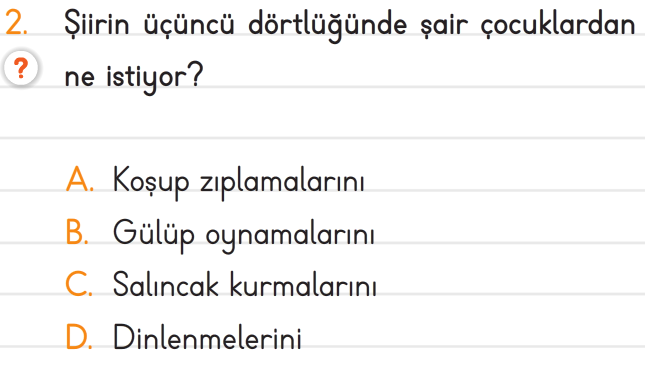 2. Şiirin üçüncü dörtlüğünde şair çocuklardan
? ne istiyor?
A. Koşup zıplamalarını
B. Gülüp oynamalarını
C. Salıncak kurmalarını
D. Dinlenmelerini